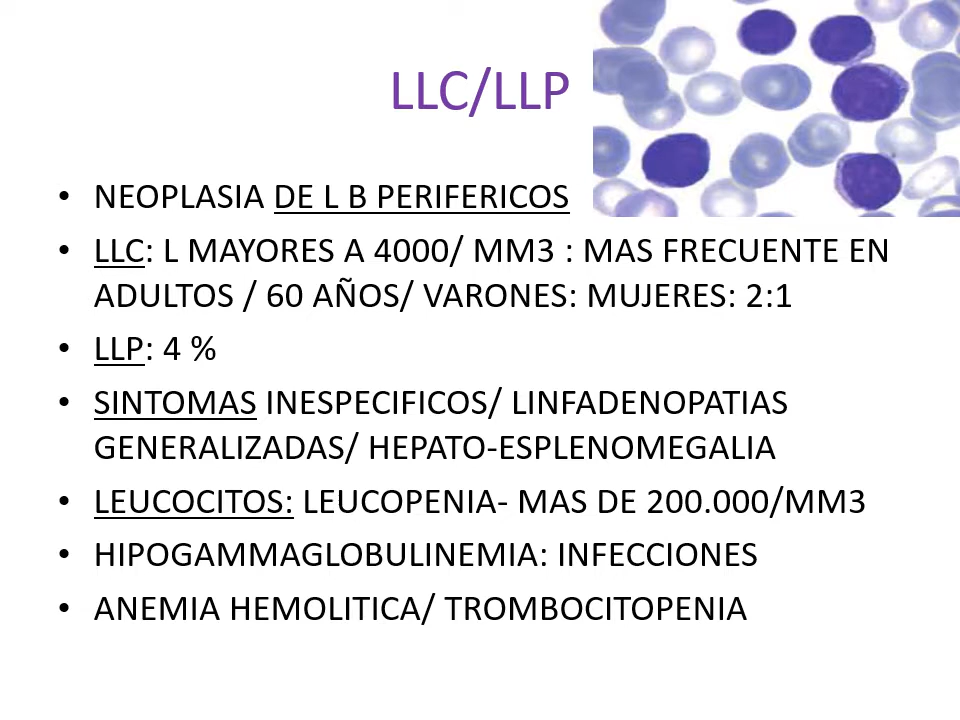 LLC/LLP
• NEOPLASIA DE L B PERIFERICOS
• LLC: L MAYORES A 4000/ MM3 : MAS FRECUENTE EN
ADULTOS / 60 AÑOS/ VARONES: MUJERES: 2:1
• LLP: 4 %
• SINTOMAS INESPECIFICOS/ LINFADENOPATIAS
GENERALIZADAS/ HEPATO-ESPLENOMEGALIA
• LEUCOCITOS: LEUCOPENIA- MAS DE 200.000/MM3
• HIPOGAMMAGLOBULINEMIA: INFECCIONES
• ANEMIA HEMOLITICA/ TROMBOCITOPENIA